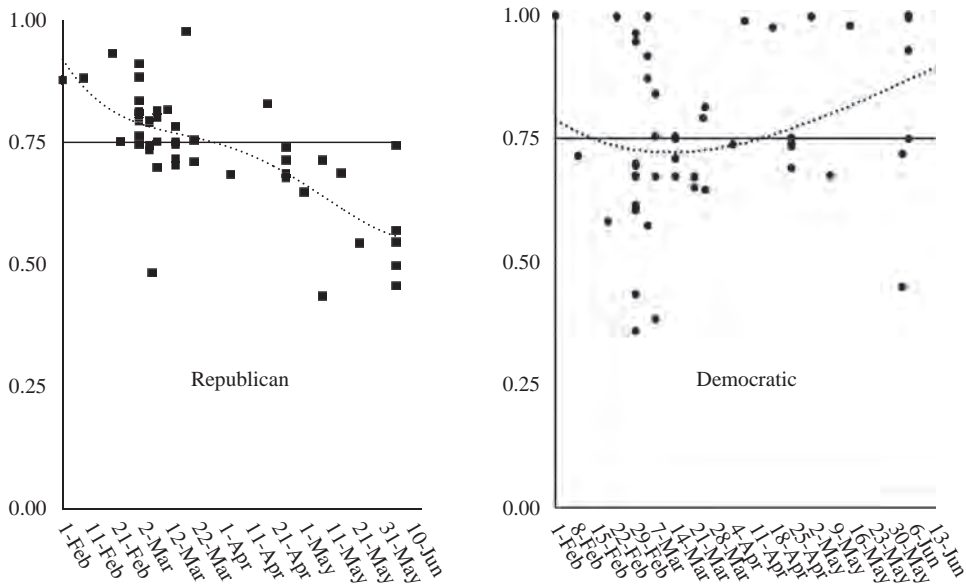 1.00
0.75
0.50
0.25
0.00
Republican
1-Feb
11-Feb
21-Feb
2-Mar
12-Mar
22-Mar
1-Apr
11-Apr
21-Apr
1-May
11-May
21-May
31-May
10-Jun
1.00
0.75
0.50
0.25
0.00
Democratic
1-Feb
8-Feb
15-Feb
22-Feb
29-Feb
7-Mar
14-Mar
21-Mar
28-Mar
4-Apr
11-Apr
18-Apr
25-Apr
2-May
9-May
16-May
23-May
30-May
6-Jun
13-Jun